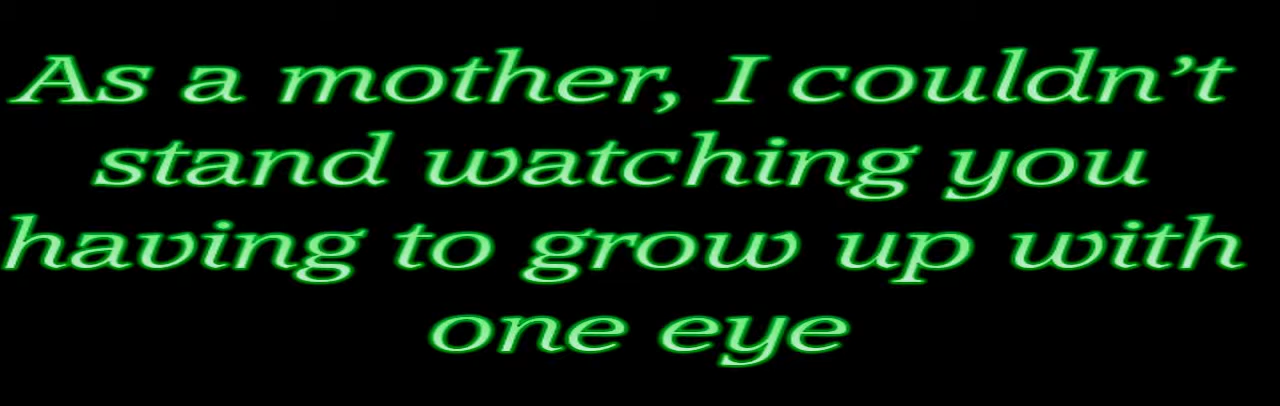 As a mother, I couldn’t
stand watching you
having to grow up with
one eye